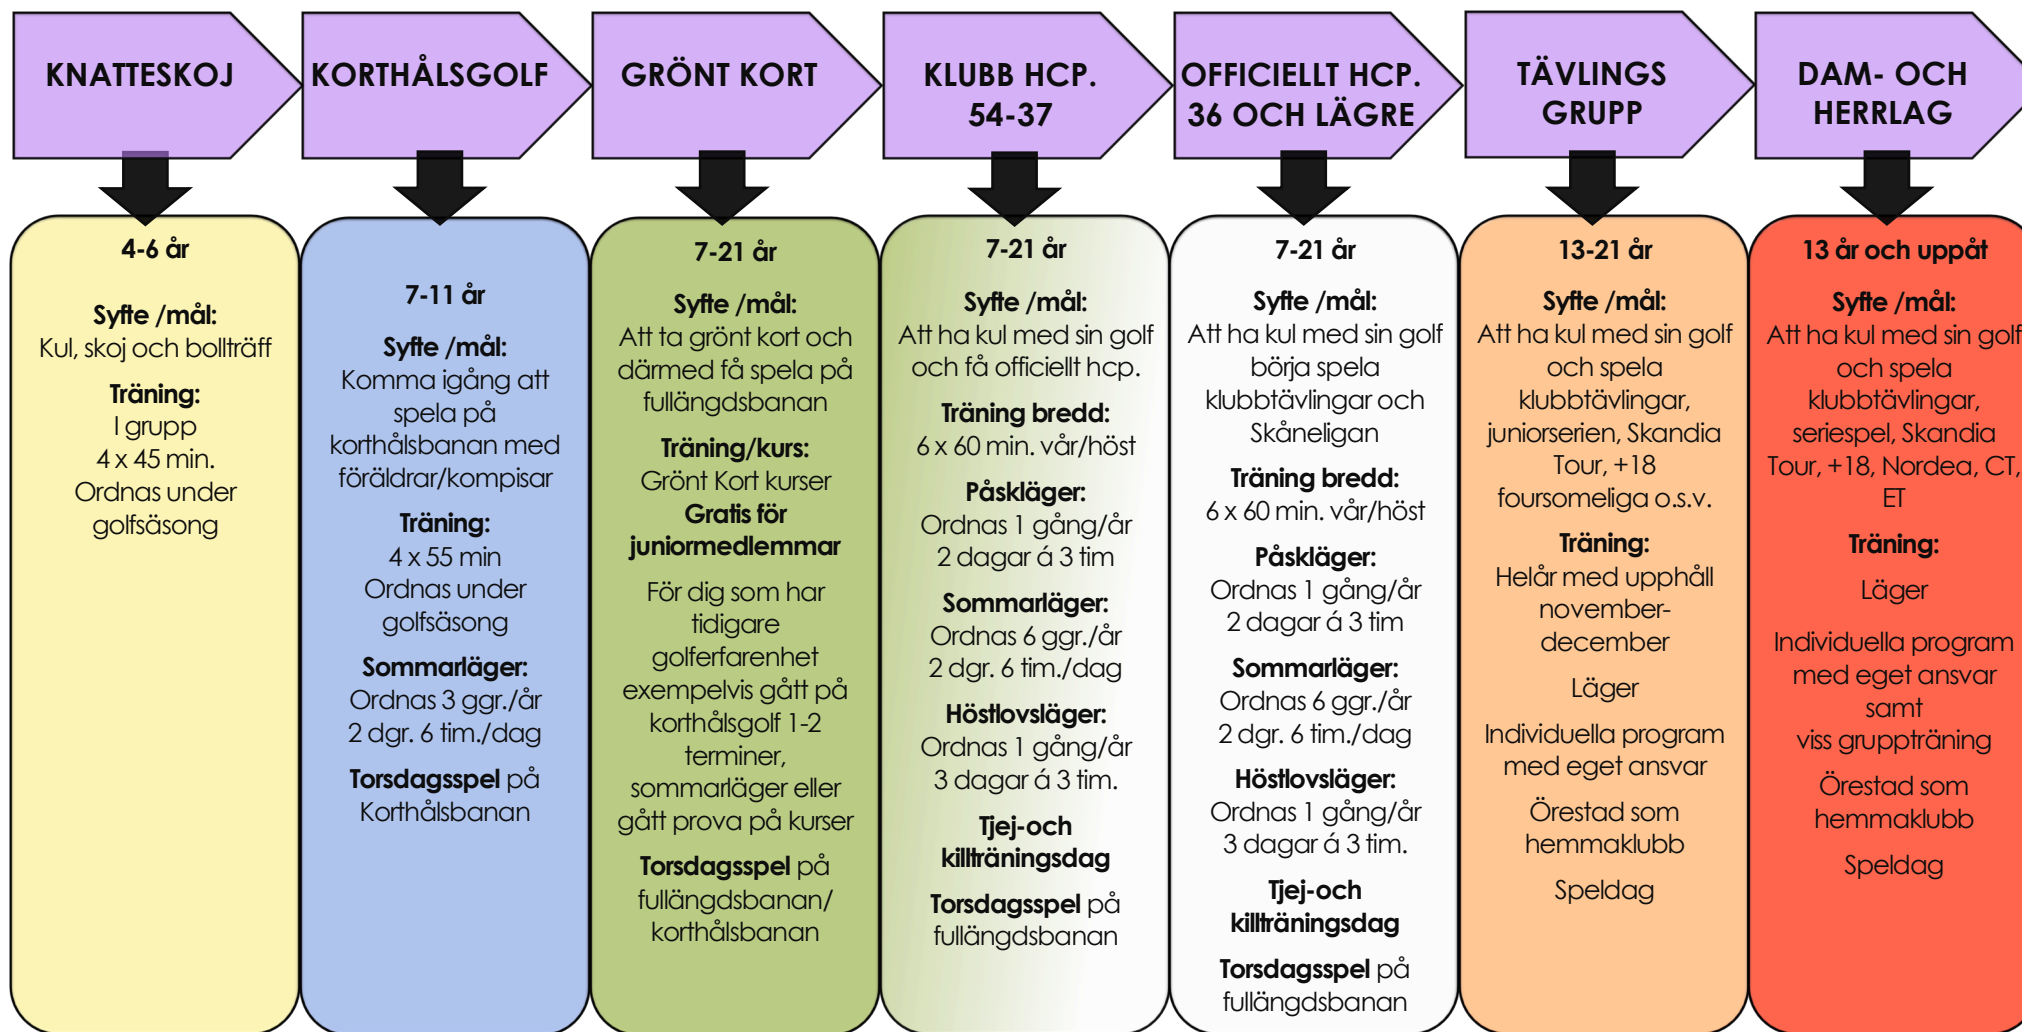 KNATTESKOJ
KORTHÅLSGOLF
GRÖNT KORT
KLUBB HCP.
54-37
OFFICIELLT HCP.
36 OCH LÄGRE
TÄVLINGS
GRUPP
DAM- OCH
HERRLAG
4-6 år
Syfte /mål:
Kul, skoj och bollträff
Träning:
I grupp
4 x 45 min.
Ordnas under
golfsäsong
7-11 år
Syfte /mål:
Komma igång att
spela på
korthålsbanan med
föräldrar/kompisar
Träning:
4 x 55 min
Ordnas under
golfsäsong
Sommarläger:
Ordnas 3 ggr./år
2 dgr. 6 tim./dag
Torsdagsspel på
Korthålsbanan
7-21 år
Syfte /mål:
Att ta grönt kort och
därmed få spela på
fullängdsbanan
Träning/kurs:
Grönt Kort kurser
Gratis för
juniormedlemmar
För dig som har
tidigare
golferfarenhet
exempelvis gått på
korthålsgolf 1-2
terminer,
sommarläger eller
gått prova på kurser
Torsdagsspel på
fullängdsbanan/
korthålsbanan
7-21 år
Syfte /mål:
Att ha kul med sin golf
och få officiellt hcp.
Träning bredd:
6 x 60 min. vår/höst
Påskläger:
Ordnas 1 gång/år
2 dagar á 3 tim
Sommarläger:
Ordnas 6 ggr./år
2 dgr. 6 tim./dag
Höstlovsläger:
Ordnas 1 gång/år
3 dagar á 3 tim.
Tjej-och
killträningsdag
Torsdagsspel på
fullängdsbanan
7-21 år
Syfte /mål:
Att ha kul med sin golf
börja spela
klubbtävlingar och
Skåneligan
Träning bredd:
6 x 60 min. vår/höst
Påskläger:
Ordnas 1 gång/år
2 dagar á 3 tim
Sommarläger:
Ordnas 6 ggr./år
2 dgr. 6 tim./dag
Höstlovsläger:
Ordnas 1 gång/år
3 dagar á 3 tim.
Tjej-och
killträningsdag
Torsdagsspel på
fullängdsbanan
13-21 år
Syfte /mål:
Att ha kul med sin golf
och spela
klubbtävlingar,
juniorserien, Skandia
Tour, +18
foursomeliga o.s.v.
Träning:
Helår med upphåll
november-
december
Läger
Individuella program
med eget ansvar
Örestad som
hemmaklubb
Speldag
13 år och uppåt
Syfte /mål:
Att ha kul med sin golf
och spela
klubbtävlingar,
seriespel, Skandia
Tour, +18, Nordea, CT,
ET
Träning:
Läger
Individuella program
med eget ansvar
samt
viss gruppträning
Örestad som
hemmaklubb
Speldag